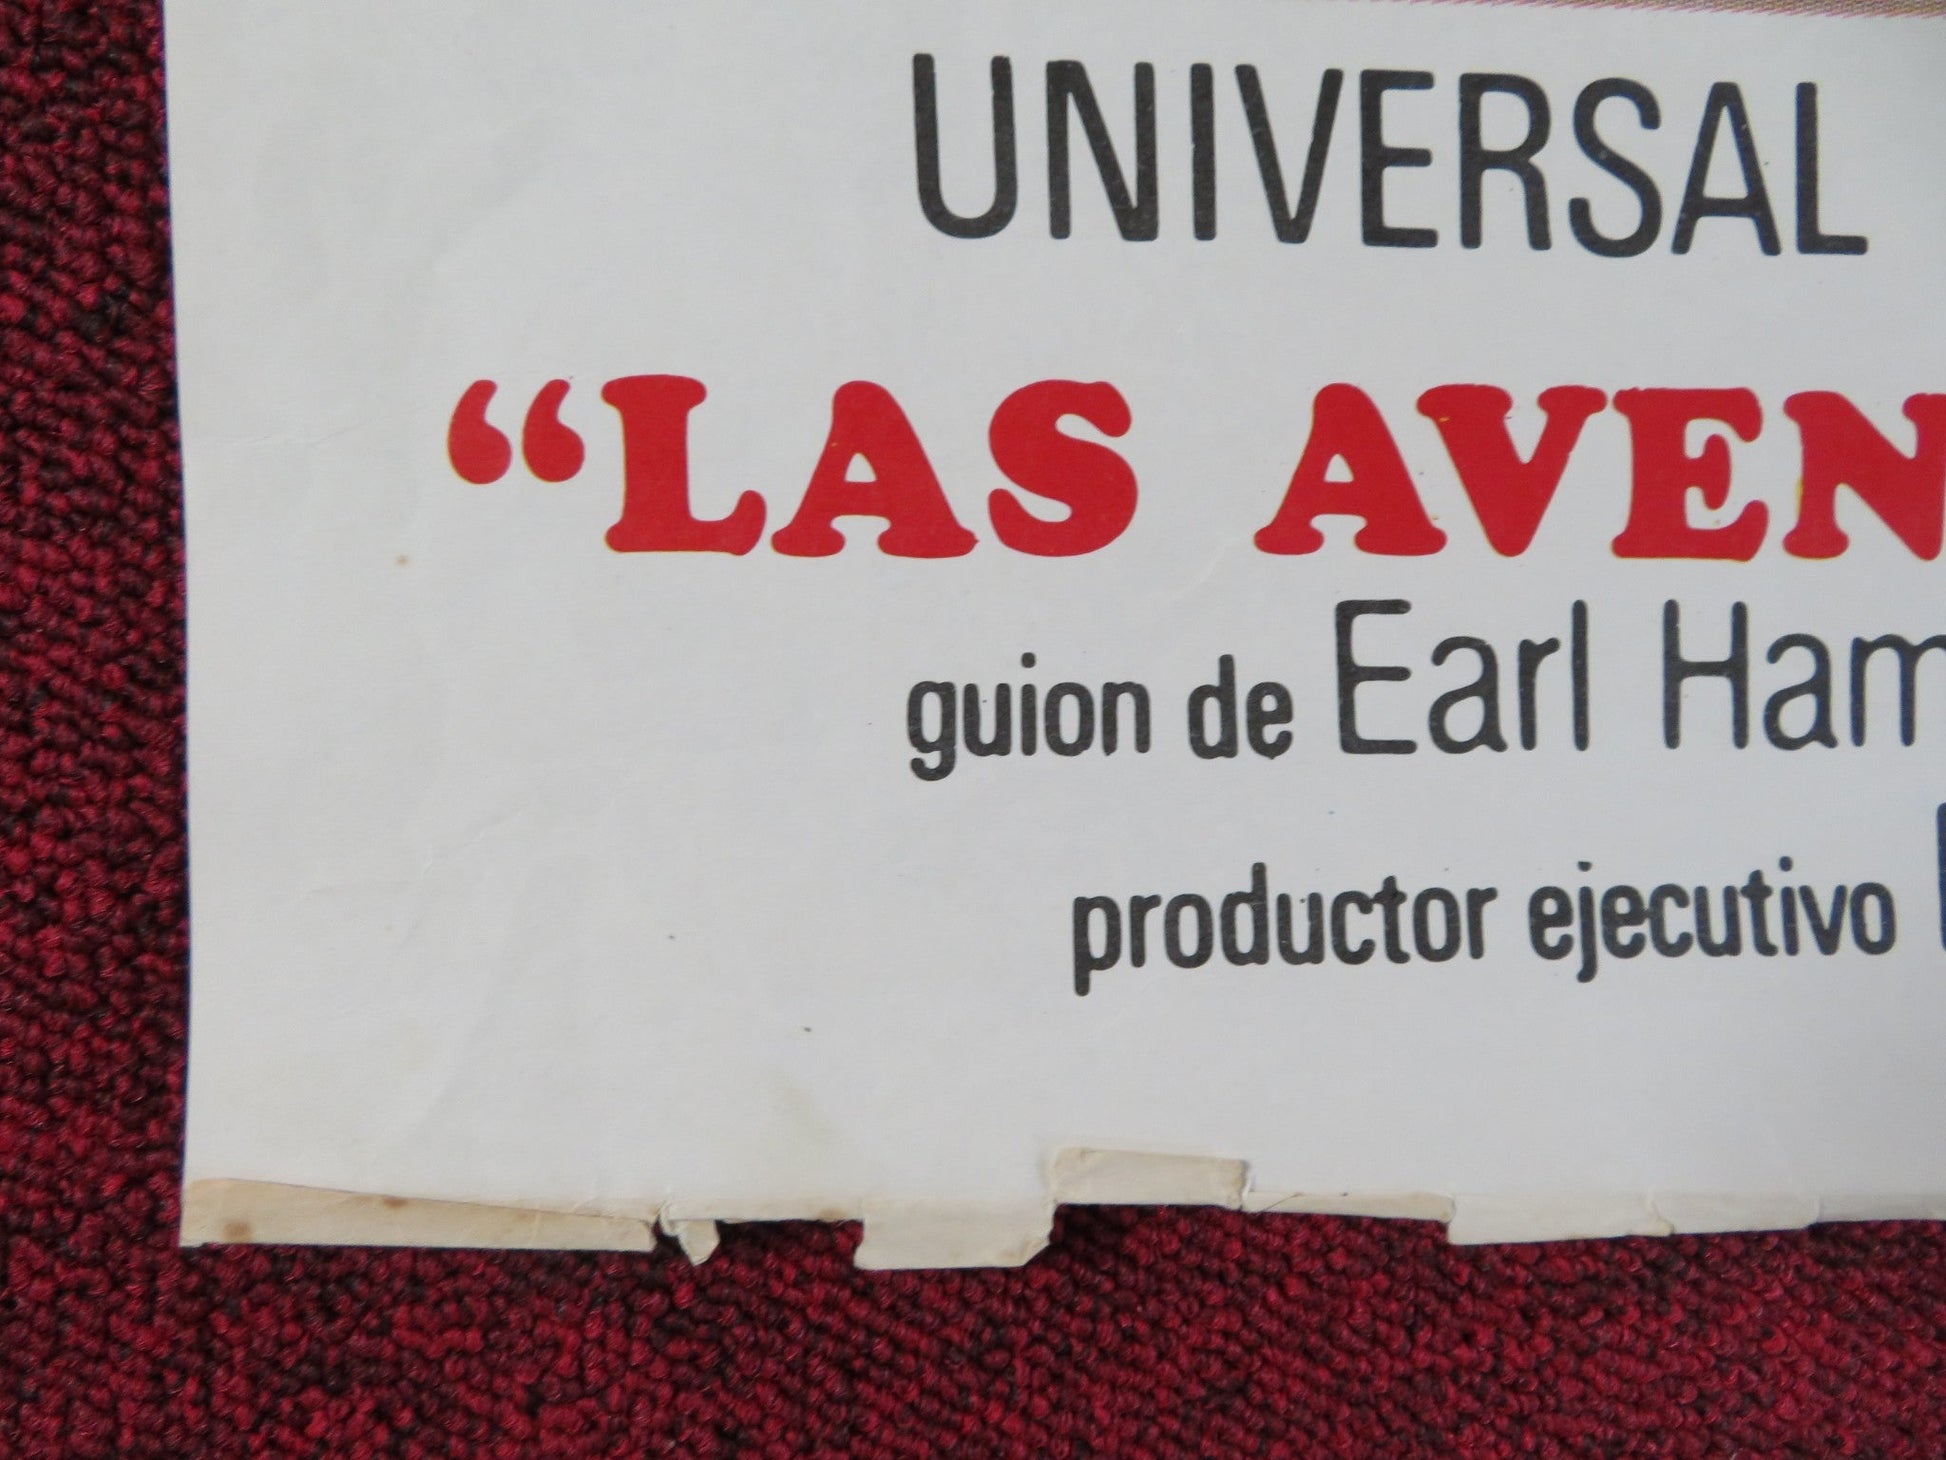 UNIVERSAL
“LAS AVEN
guion de Earl Ham
productor ejecutivo